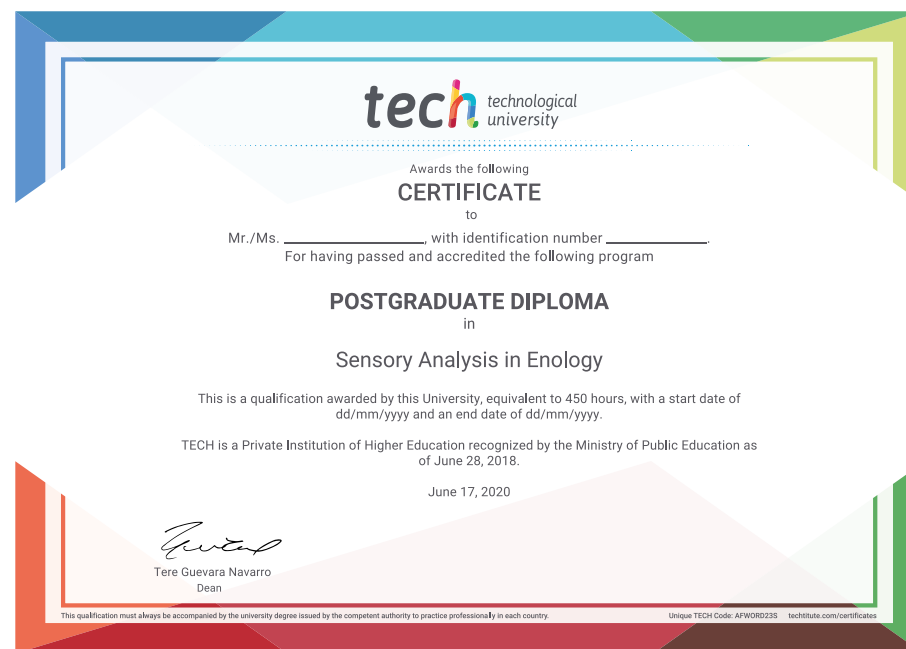 tech technological
university
Awards the following
CERTIFICATE
to
Mr./Ms. ____________, with identification number ____________.
For having passed and accredited the following program
POSTGRADUATE DIPLOMA
in
Sensory Analysis in Enology
This is a qualification awarded by this University, equivalent to 450 hours, with a start date of
dd/mm/yyyy and an end date of dd/mm/yyyy.
TECH is a Private Institution of Higher Education recognized by the Ministry of Public Education as
of June 28, 2018.
June 17, 2020
Tere Guevara Navarro
Dean
This qualification must always be accompanied by the university degree issued by the competent authority to practice professionally in each country. Unique TECH Code: AFWORD23S techtitute.com/certificates